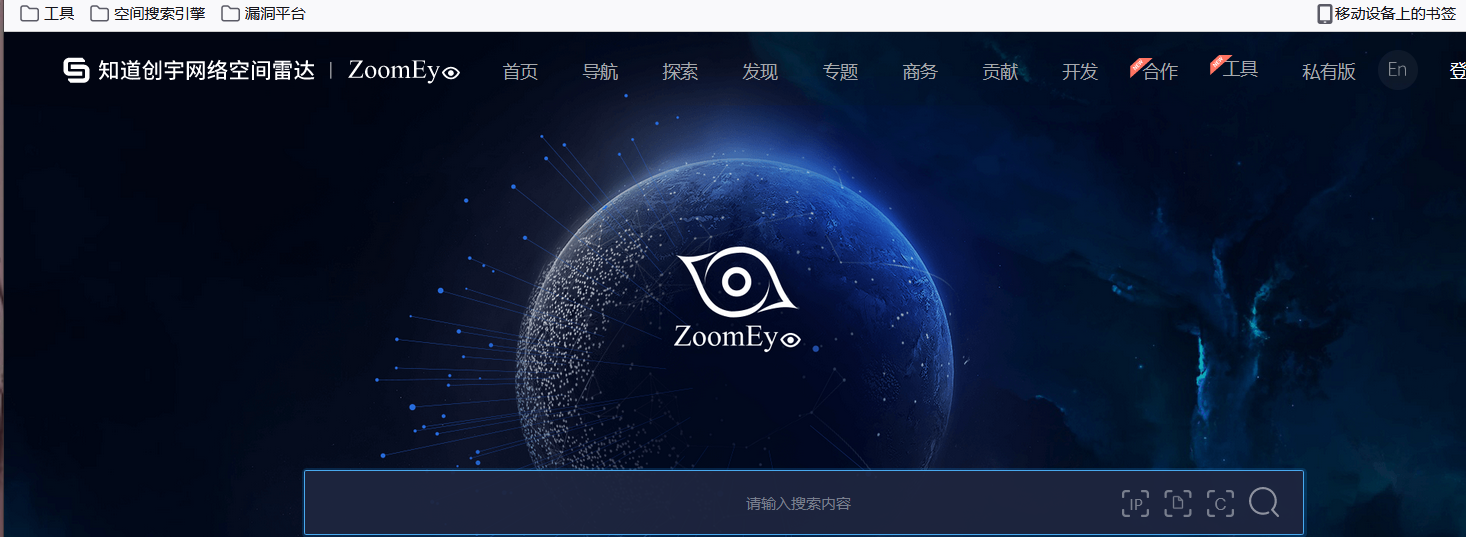 工具 空间搜索引擎 漏洞平台 移动设备上的书签
知道创宇网络空间雷达 | ZoomEye 首页 导航 探索 发现 专题 商务 贡献 开发 NEW 合作 NEW 工具 私有版 En 登
ZoomEye
请输入搜索内容 IP C